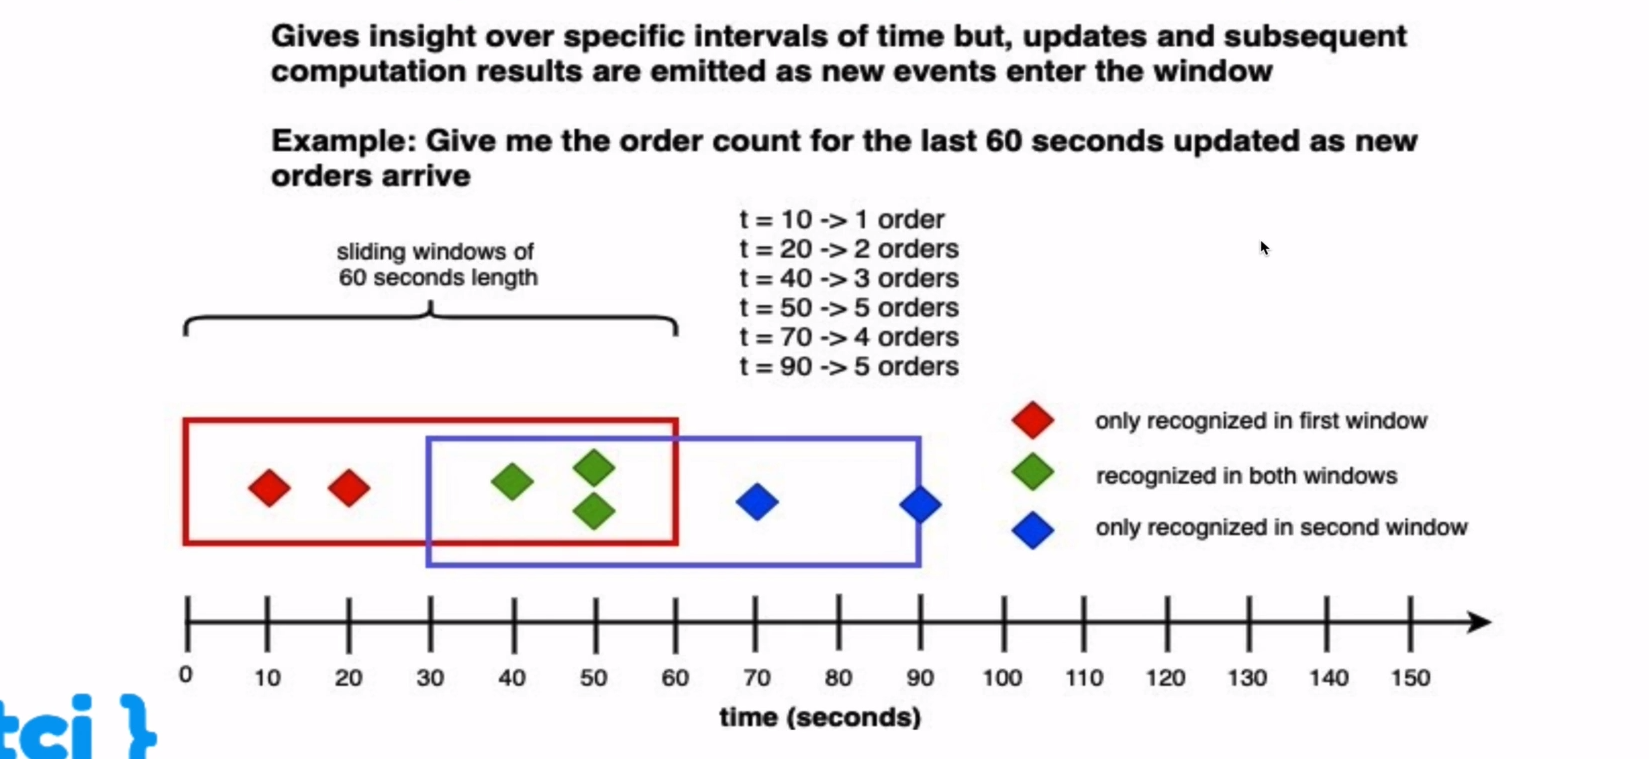 Gives insight over specific intervals of time but, updates and subsequent
computation results are emitted as new events enter the window
Example: Give me the order count for the last 60 seconds updated as new
orders arrive
t = 10 -> 1 order
t = 20 -> 2 orders
t = 40 -> 3 orders
t = 50 -> 5 orders
t = 70 -> 4 orders
t = 90 -> 5 orders
sliding windows of
60 seconds length
only recognized in first window
recognized in both windows
only recognized in second window
0 10 20 30 40 50 60 70 80 90 100 110 120 130 140 150
time (seconds)
tci }